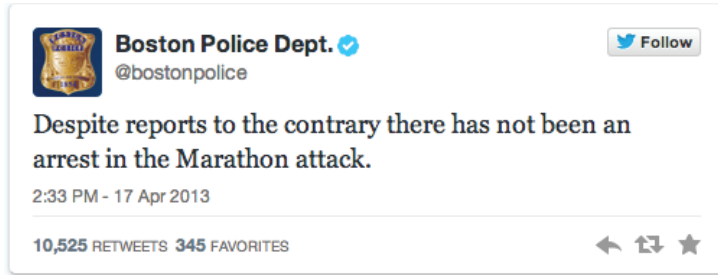 Boston Police Dept.
Follow
@bostonpolice
Despite reports to the contrary there has not been an
arrest in the Marathon attack.
2:33 PM - 17 Apr 2013
10,525 RETWEETS 345 FAVORITES